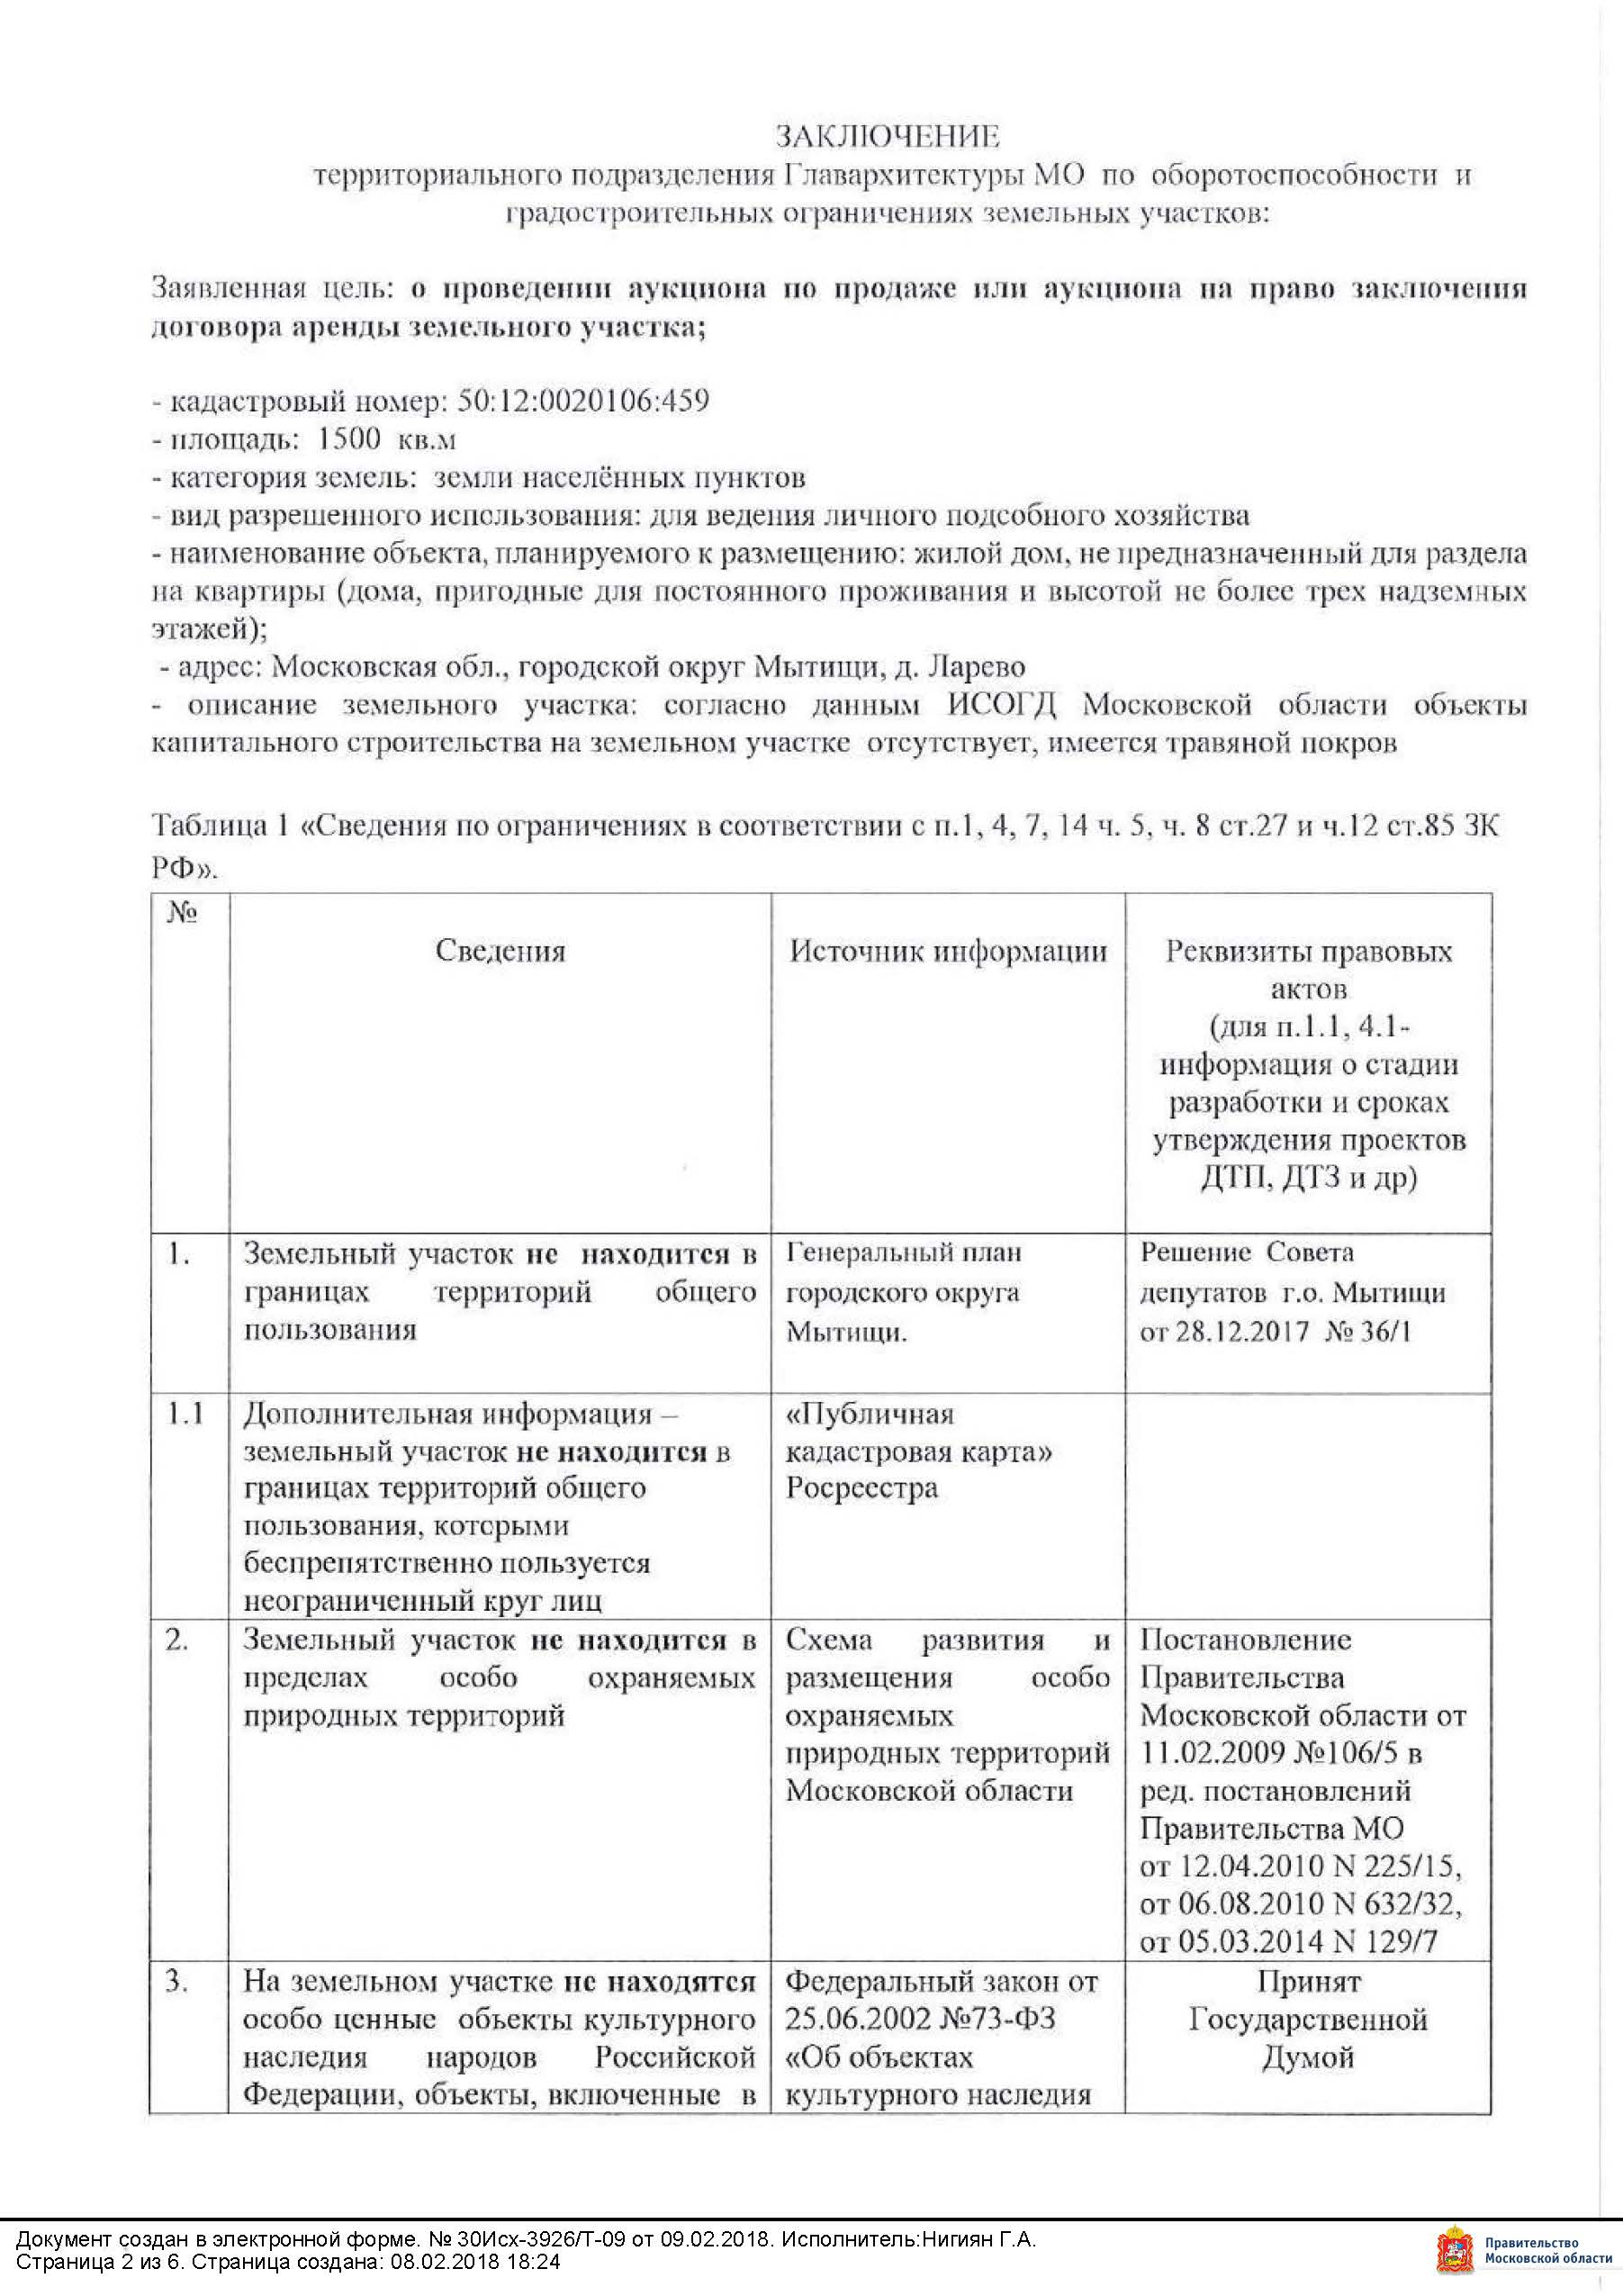 ЗАКЛЮЧЕНИЕ
территориального подразделения Главархитектуры МО по оборотоспособности и
градостроительных ограничениях земельных участков:
Заявленная цель: о проведении аукциона по продаже или аукциона на право заключения
договора аренды земельного участка;
- кадастровый номер: 50:12:0020106:459
- площадь: 1500 кв.м
- категория земель: земли населённых пунктов
- вид разрешенного использования: для ведения личного подсобного хозяйства
- наименование объекта, планируемого к размещению: жилой дом, не предназначенный для раздела
на квартиры (дома, пригодные для постоянного проживания и высотой не более трех надземных
этажей);
- адрес: Московская обл., городской округ Мытищи, д. Ларево
- описание земельного участка: согласно данным ИСОГД Московской области объекты
капитального строительства на земельном участке отсутствует, имеется травяной покров
Таблица 1 «Сведения по ограничениях в соответствии с п.1, 4, 7, 14 ч. 5, ч. 8 ст.27 и ч.12 ст.85 ЗК
РФ».
№
Сведения
Источник информации
Реквизиты правовых
актов
(для п.1.1, 4.1-
информация о стадии
разработки и сроках
утверждения проектов
ДТП, ДТЗ и др)
1.
Земельный участок не находится в
границах территорий общего
пользования
Генеральный план
городского округа
Мытищи.
Решение Совета
депутатов г.о. Мытищи
от 28.12.2017 № 36/1
1.1
Дополнительная информация –
земельный участок не находится в
границах территорий общего
пользования, которыми
беспрепятственно пользуется
неограниченный круг лиц
«Публичная
кадастровая карта»
Росреестра
2.
Земельный участок не находится в
пределах особо охраняемых
природных территорий
Схема развития и
размещения особо
охраняемых
природных территорий
Московской области
Постановление
Правительства
Московской области от
11.02.2009 №106/5 в
ред. постановлений
Правительства МО
от 12.04.2010 N 225/15,
от 06.08.2010 N 632/32,
от 05.03.2014 N 129/7
3.
На земельном участке не находятся
особо ценные объекты культурного
наследия народов Российской
Федерации, объекты, включенные в
Федеральный закон от
25.06.2002 №73-ФЗ
«Об объектах
культурного наследия
Принят
Государственной
Думой
Документ создан в электронной форме. № 30Исх-3926/Т-09 от 09.02.2018. Исполнитель:Нигиян Г.А.
Страница 2 из 6. Страница создана: 08.02.2018 18:24
Правительство
Московской области